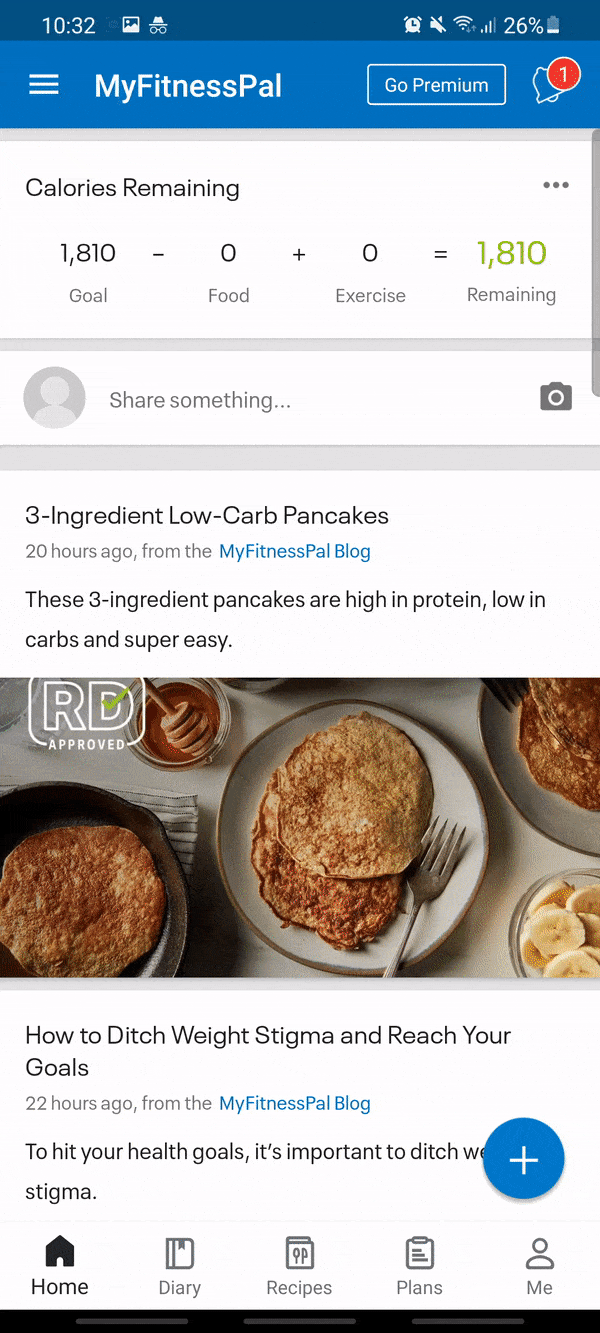 10:32 26%
MyFitnessPal Go Premium 1
Calories Remaining
1,810 - 0 + 0 = 1,810
Goal Food Exercise Remaining
Share something...
3-Ingredient Low-Carb Pancakes
20 hours ago, from the MyFitnessPal Blog
These 3-ingredient pancakes are high in protein, low in
carbs and super easy.
RD
APPROVED
How to Ditch Weight Stigma and Reach Your
Goals
22 hours ago, from the MyFitnessPal Blog
To hit your health goals, it's important to ditch we
stigma.
Home Diary Recipes Plans Me